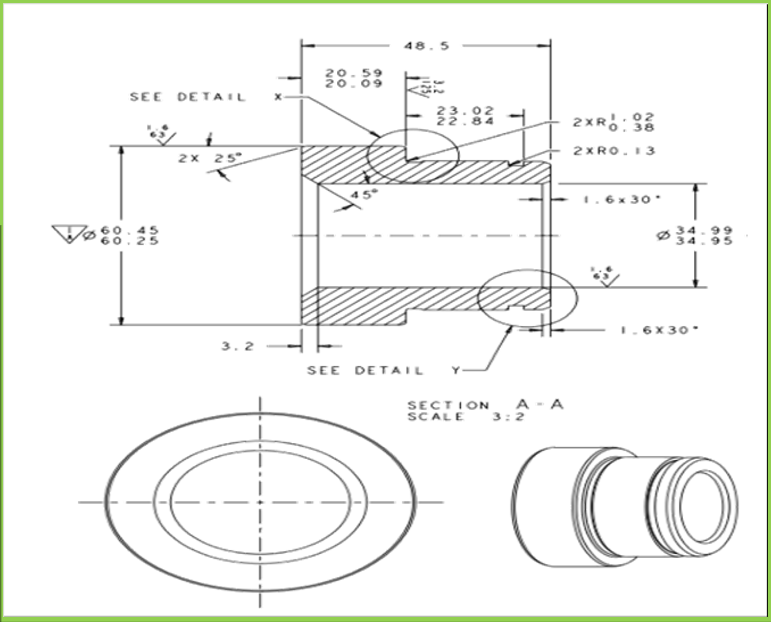 48.5
20.59
20.09
3.2
125
SEE DETAIL X
23.02
22.84
2XR1.02
0.38
1.6
63
2X 25°
2XR0.13
45°
1.6x30°
Ø60.45
60.25
Ø34.99
34.95
1.6
63
3.2
1.6X30°
SEE DETAIL Y
SECTION A-A
SCALE 3:2